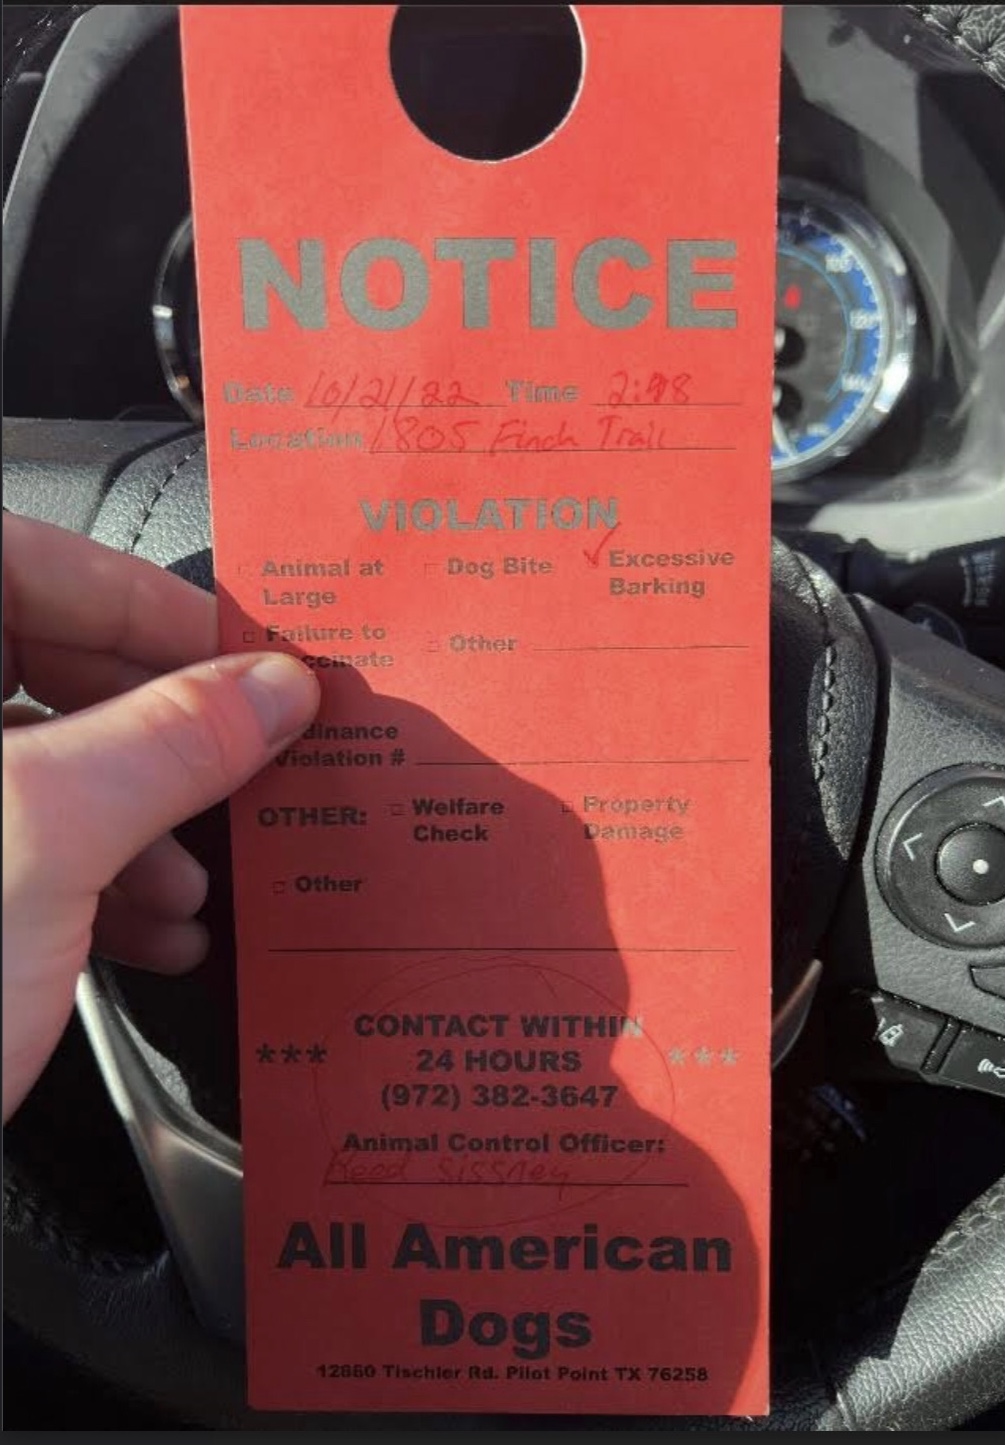 NOTICE
Date 10/21/22 Time
Location 1805 Finch Trail
VIOLATION
Animal at Large
Dog Bite
Excessive Barking
Failure to
Other
Violation #
OTHER:
Welfare Check
Property Damage
Other
CONTACT WITHIN
*** 24 HOURS ***
(972) 382-3647
Animal Control Officer:
All American
Dogs
Tischler Rd. Pilot Point TX 76258